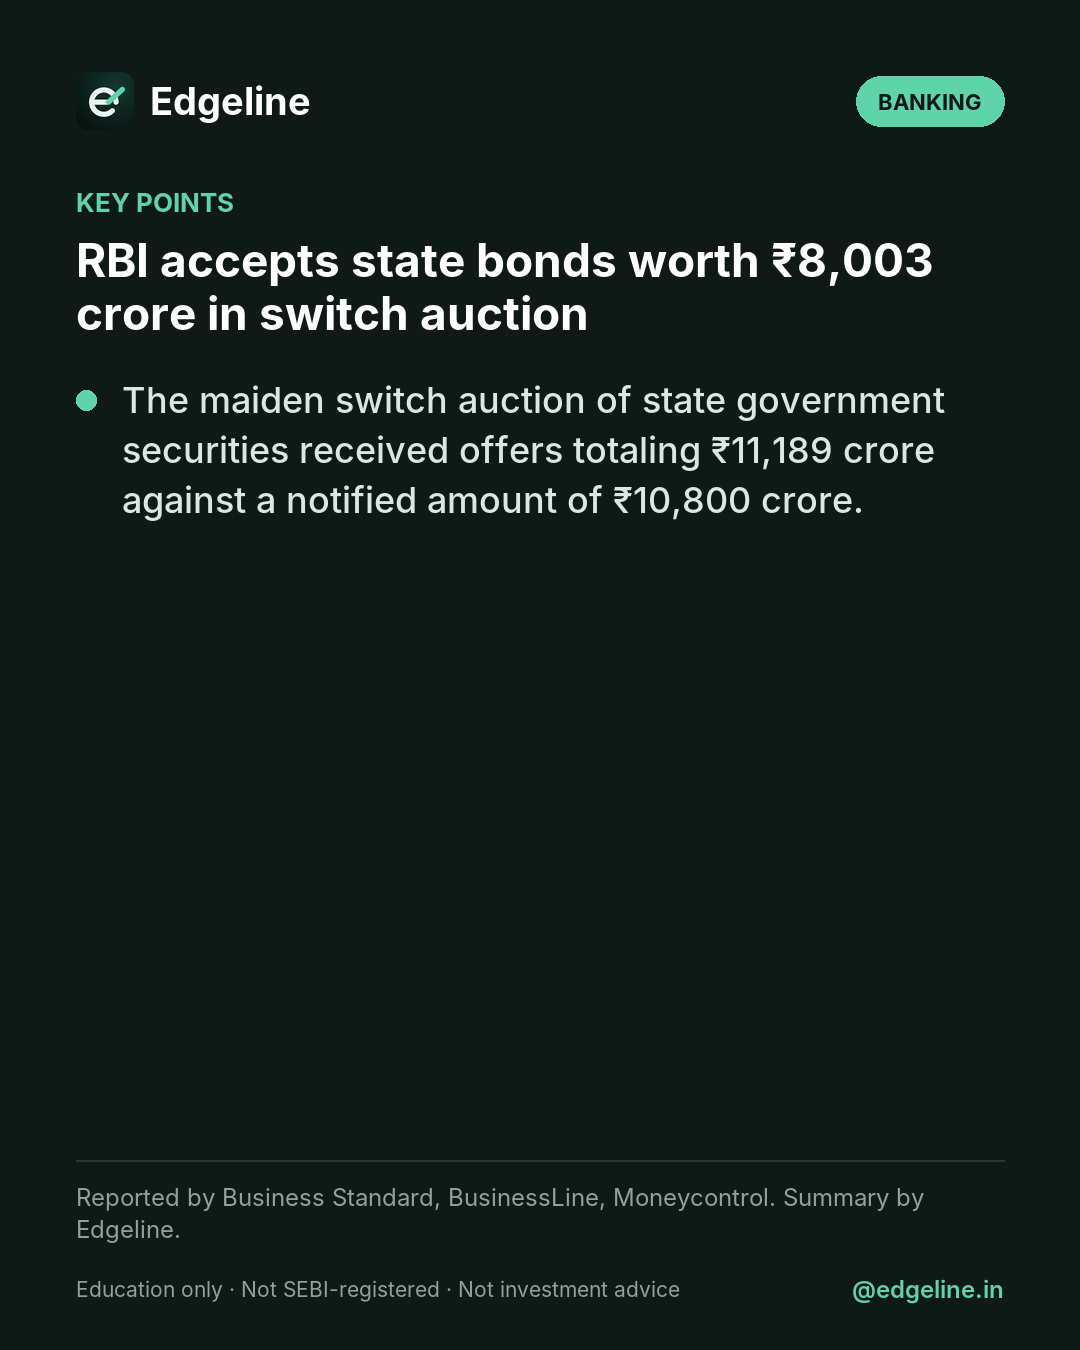 Edgeline
BANKING
KEY POINTS
RBI accepts state bonds worth ₹8,003
crore in switch auction
The maiden switch auction of state government
securities received offers totaling ₹11,189 crore
against a notified amount of ₹10,800 crore.
Reported by Business Standard, BusinessLine, Moneycontrol. Summary by
Edgeline.
Education only · Not SEBI-registered · Not investment advice
@edgeline.in